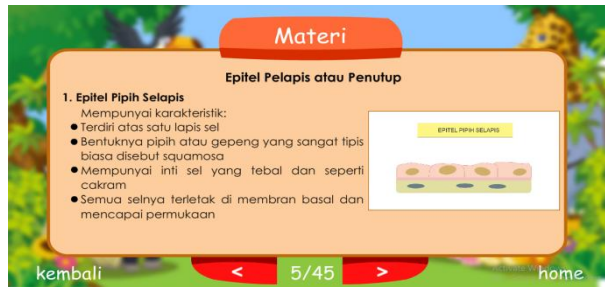 Materi
Epitel Pelapis atau Penutup
1. Epitel Pipih Selapis
Mempunyai karakteristik:
● Terdiri atas satu lapis sel
● Bentuknya pipih atau gepeng yang sangat tipis
biasa disebut squamosa
● Mempunyai inti sel yang tebal dan seperti
cakram
● Semua selnya terletak di membran basal dan
mencapai permukaan
EPITEL PIPIH SELAPIS
kembali
<
5/45
>
home